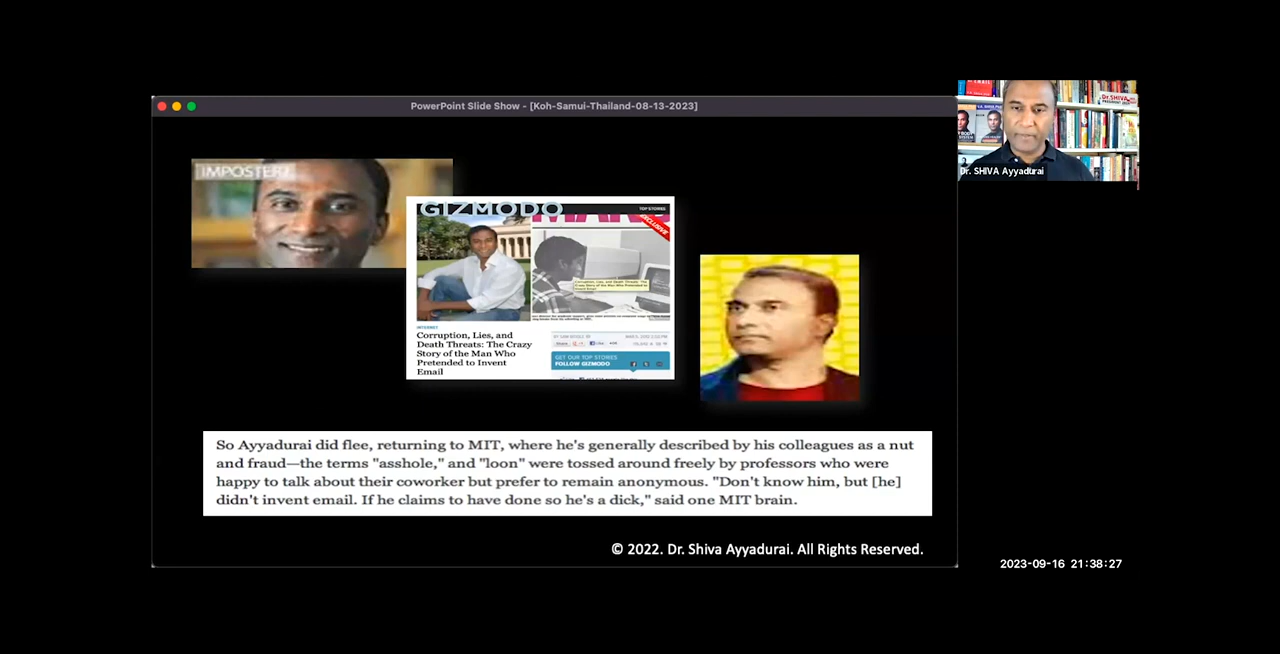 PowerPoint Slide Show - [Koh-Samui-Thailand-08-13-2023]
Dr. SHIVA Ayyadurai
IMPOSTER?
GIZMODO
TOP STORIES
EXCLUSIVE
INTERNET
Corruption, Lies, and
Death Threats: The Crazy
Story of the Man Who
Pretended to Invent
Email
GET OUR TOP STORIES
FOLLOW GIZMODO
So Ayyadurai did flee, returning to MIT, where he's generally described by his colleagues as a nut
and fraud—the terms "asshole," and "loon" were tossed around freely by professors who were
happy to talk about their coworker but prefer to remain anonymous. "Don't know him, but [he]
didn't invent email. If he claims to have done so he's a dick," said one MIT brain.
© 2022. Dr. Shiva Ayyadurai. All Rights Reserved.
2023-09-16 21:38:27